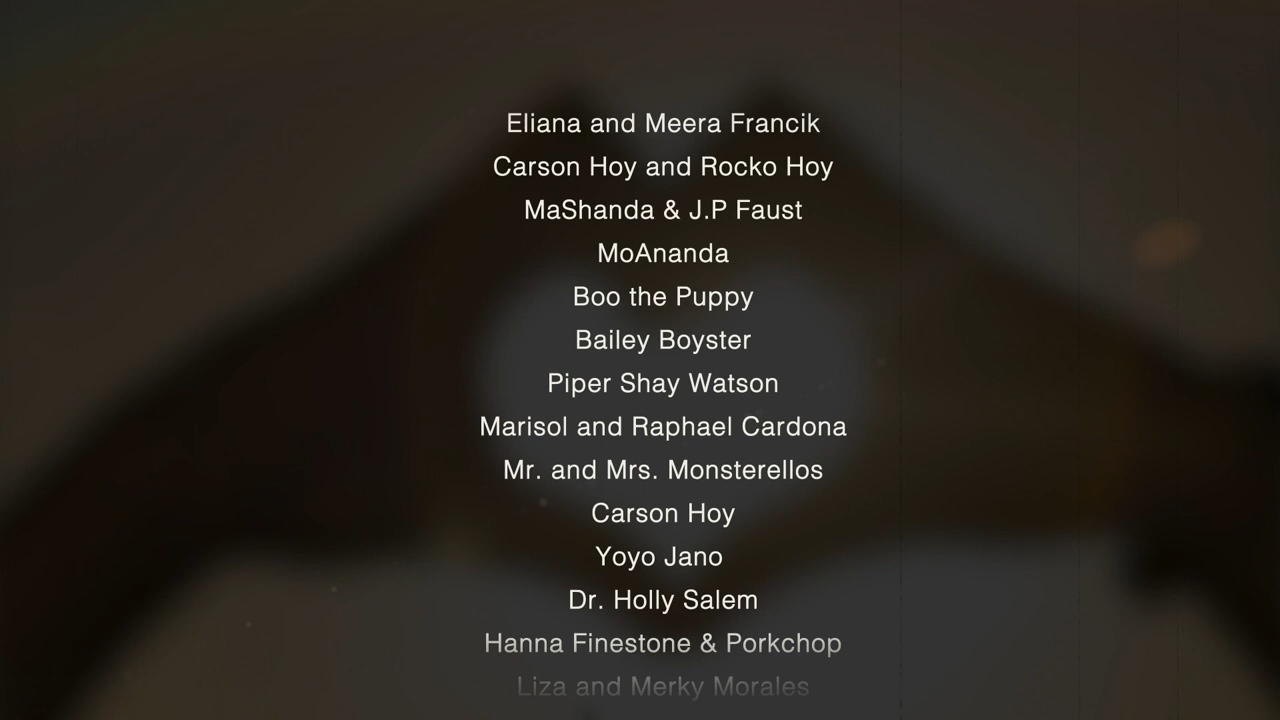 Eliana and Meera Francik
Carson Hoy and Rocko Hoy
MaShanda & J.P Faust
MoAnanda
Boo the Puppy
Bailey Boyster
Piper Shay Watson
Marisol and Raphael Cardona
Mr. and Mrs. Monsterellos
Carson Hoy
Yoyo Jano
Dr. Holly Salem
Hanna Finestone & Porkchop
Liza and Merky Morales